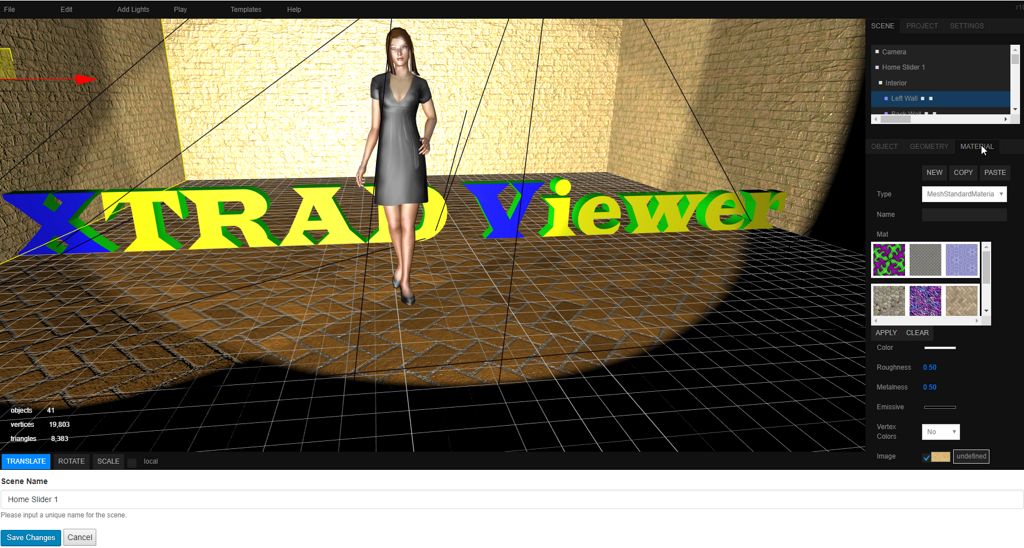 File Edit Add Lights Play Templates Help
SCENE PROJECT SETTINGS
Camera
Home Slider 1
Interior
Left Wall
XTRAD Viewer
OBJECT GEOMETRY MATERIAL
NEW COPY PASTE
Type MeshStandardMateria
Name
Mat
APPLY CLEAR
Color
Roughness 0.50
Metalness 0.50
Emissive
Vertex Colors No
Image undefined
objects 41
vertices 19,803
triangles 8,383
TRANSLATE ROTATE SCALE local
Scene Name
Home Slider 1
Please input a unique name for the scene.
Save Changes Cancel